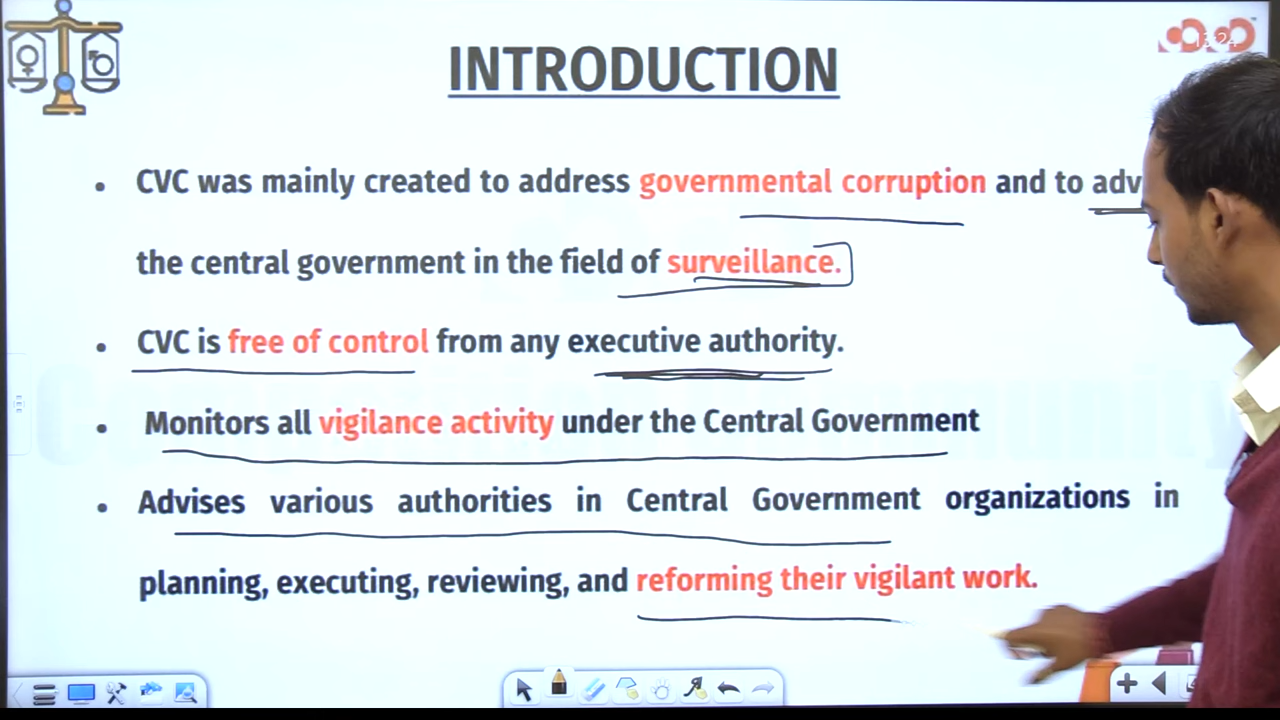 13:24
INTRODUCTION
• CVC was mainly created to address governmental corruption and to adv
the central government in the field of surveillance.
• CVC is free of control from any executive authority.
• Monitors all vigilance activity under the Central Government
• Advises various authorities in Central Government organizations in
planning, executing, reviewing, and reforming their vigilant work.